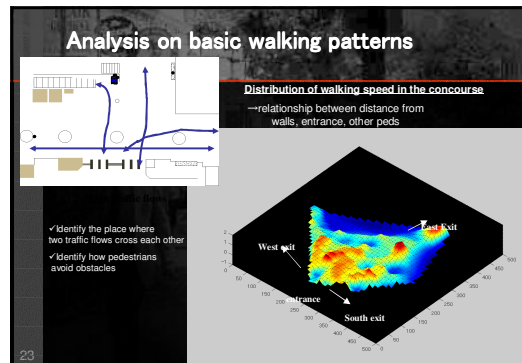 Analysis on basic walking patterns
Distribution of walking speed in the concourse
→relationship between distance from
walls, entrance, other peds
✓Identify the place where
two traffic flows cross each other
✓Identify how pedestrians
avoid obstacles
East Exit
West exit
entrance
South exit
2
1
0
-1
0
50
100
150
200
250
300
350
400
450
500
0
50
100
150
200
250
300
350
400
450
500
23